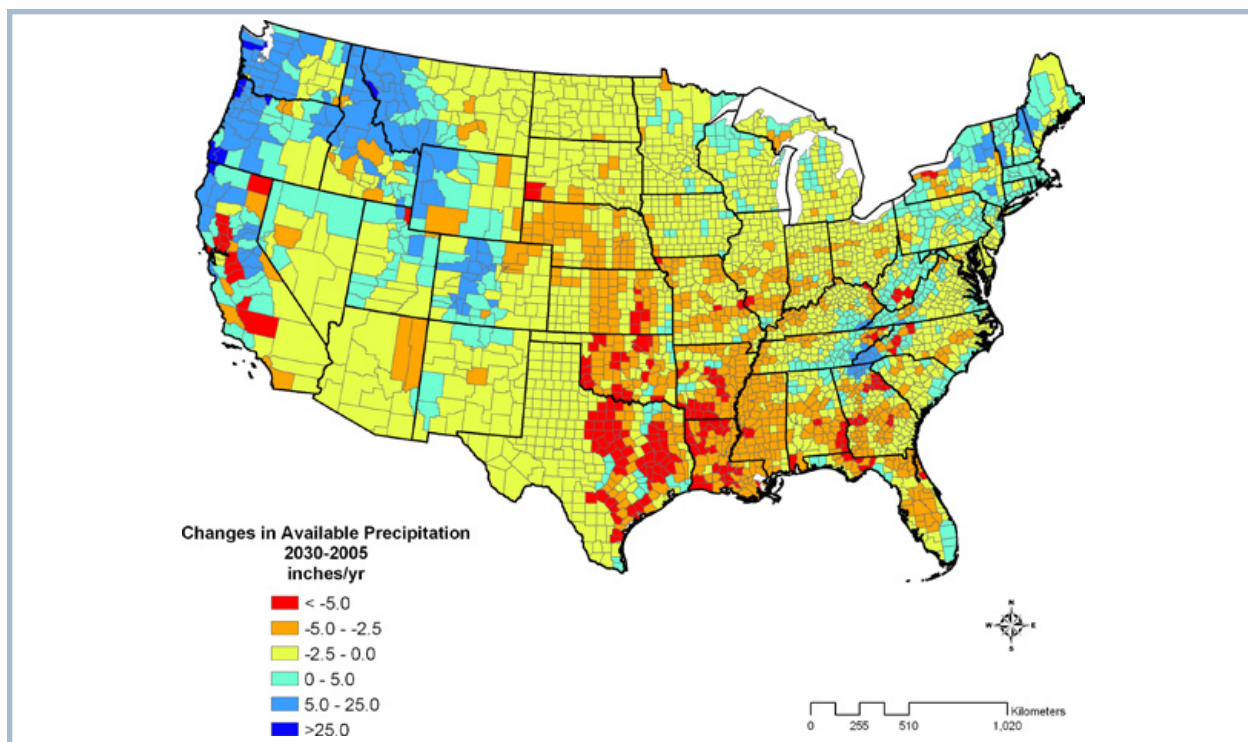 Changes in Available Precipitation
2030-2005
inches/yr
< -5.0
-5.0 - -2.5
-2.5 - 0.0
0 - 5.0
5.0 - 25.0
>25.0
N
W E
S
Kilometers
0 255 510 1,020